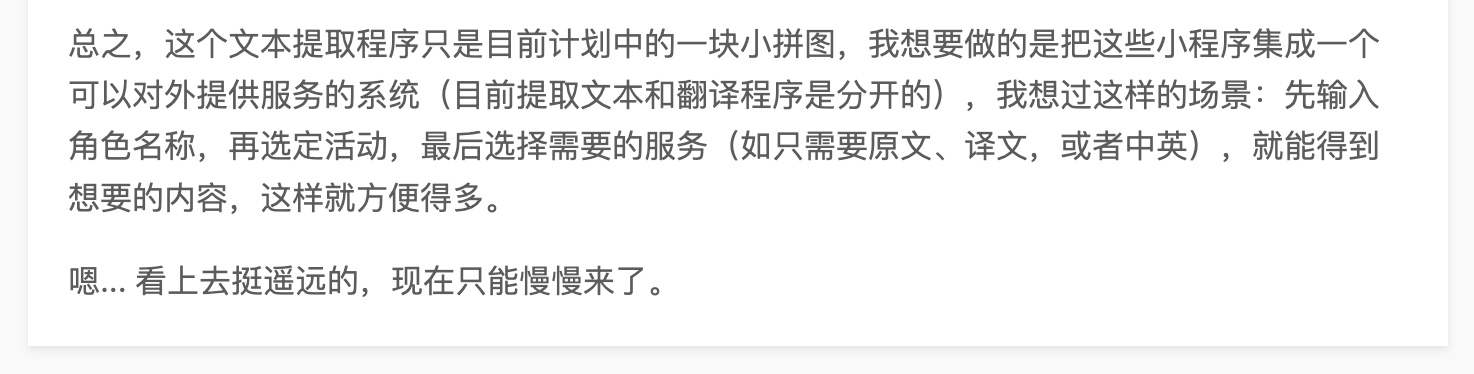 总之，这个文本提取程序只是目前计划中的一块小拼图，我想要做的是把这些小程序集成一个
可以对外提供服务的系统（目前提取文本和翻译程序是分开的），我想过这样的场景：先输入
角色名称，再选定活动，最后选择需要的服务（如只需要原文、译文，或者中英），就能得到
想要的内容，这样就方便得多。
嗯... 看上去挺遥远的，现在只能慢慢来了。